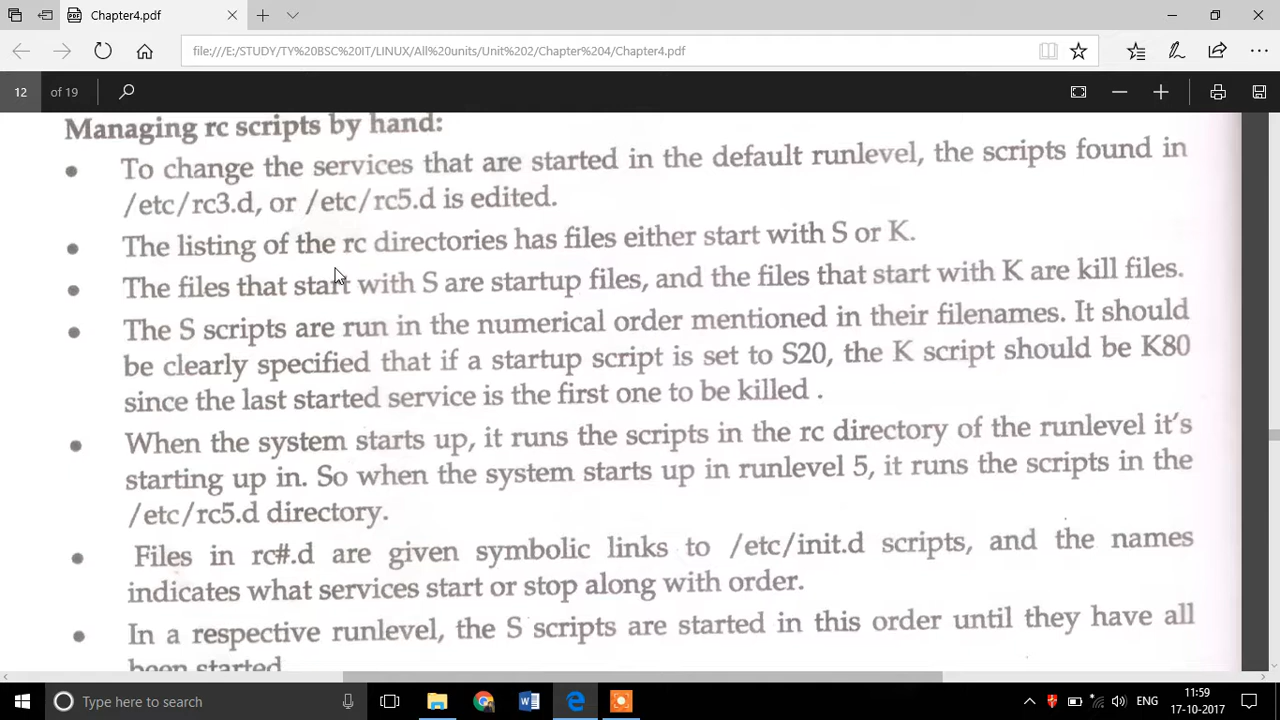 Chapter4.pdf
file:///E:/STUDY/TY%20BSC%20IT/LINUX/All%20units/Unit%202/Chapter%204/Chapter4.pdf
12 of 19
Managing rc scripts by hand:
• To change the services that are started in the default runlevel, the scripts found in
/etc/rc3.d, or /etc/rc5.d is edited.
• The listing of the rc directories has files either start with S or K.
• The files that start with S are startup files, and the files that start with K are kill files.
• The S scripts are run in the numerical order mentioned in their filenames. It should
be clearly specified that if a startup script is set to S20, the K script should be K80
since the last started service is the first one to be killed .
• When the system starts up, it runs the scripts in the rc directory of the runlevel it's
starting up in. So when the system starts up in runlevel 5, it runs the scripts in the
/etc/rc5.d directory.
• Files in rc#.d are given symbolic links to /etc/init.d scripts, and the names
indicates what services start or stop along with order.
• In a respective runlevel, the S scripts are started in this order until they have all
been started
Type here to search
ENG
11:59
17-10-2017